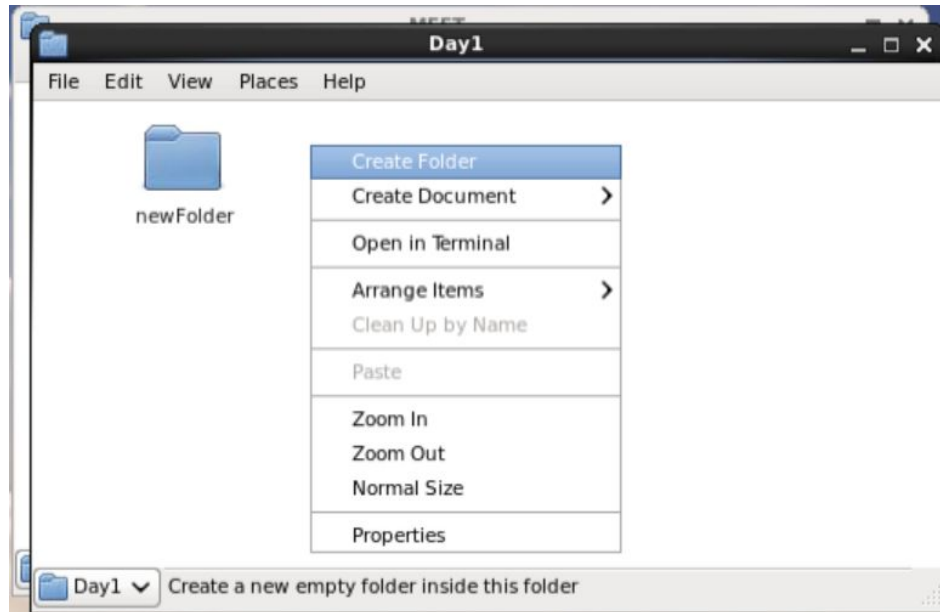 Day1
File Edit View Places Help
newFolder
Create Folder
Create Document
Open in Terminal
Arrange Items
Clean Up by Name
Paste
Zoom In
Zoom Out
Normal Size
Properties
Day1 Create a new empty folder inside this folder